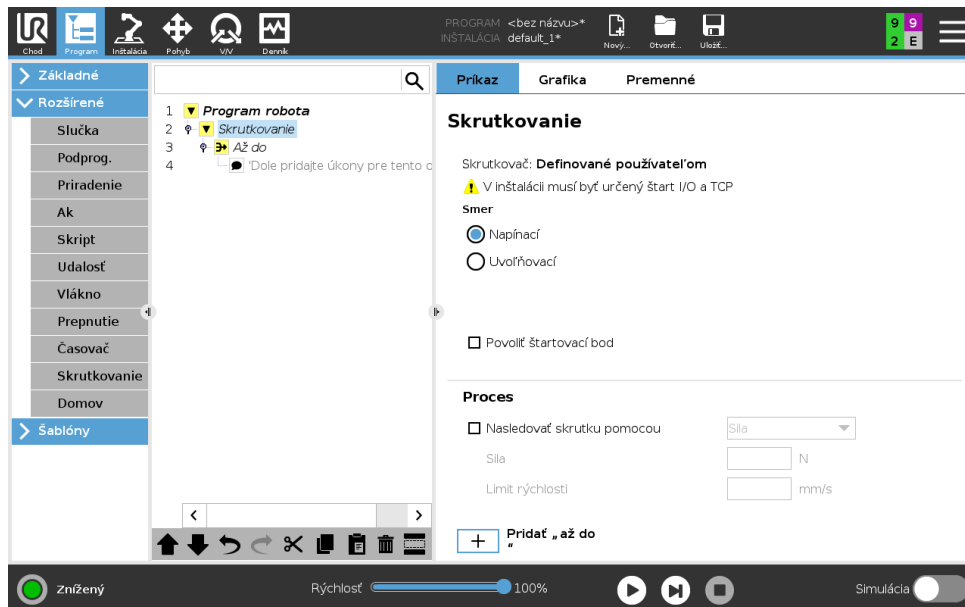 UR
Chod
Program
Inštalácia
Pohyb
V/V
Denník
PROGRAM <bez názvu>*
INŠTALÁCIA default_1*
Nový...
Otvoriť...
Uložiť...
9 9
2 E
Základné
Rozšírené
Slučka
Podprog.
Priradenie
Ak
Skript
Udalosť
Vlákno
Prepnutie
Časovač
Skrutkovanie
Domov
Šablóny
1 Program robota
2 Skrutkovanie
3 Až do
4 'Dole pridajte úkony pre tento o
Príkaz Grafika Premenné
Skrutkovanie
Skrutkovač: Definované používateľom
V inštalácii musí byť určený štart I/O a TCP
Smer
Napínací
Uvoľňovací
Povoliť štartovací bod
Proces
Nasledovať skrutku pomocou Sila
Sila N
Limit rýchlosti mm/s
Pridať „až do
“
Znížený
Rýchlosť 100%
Simulácia